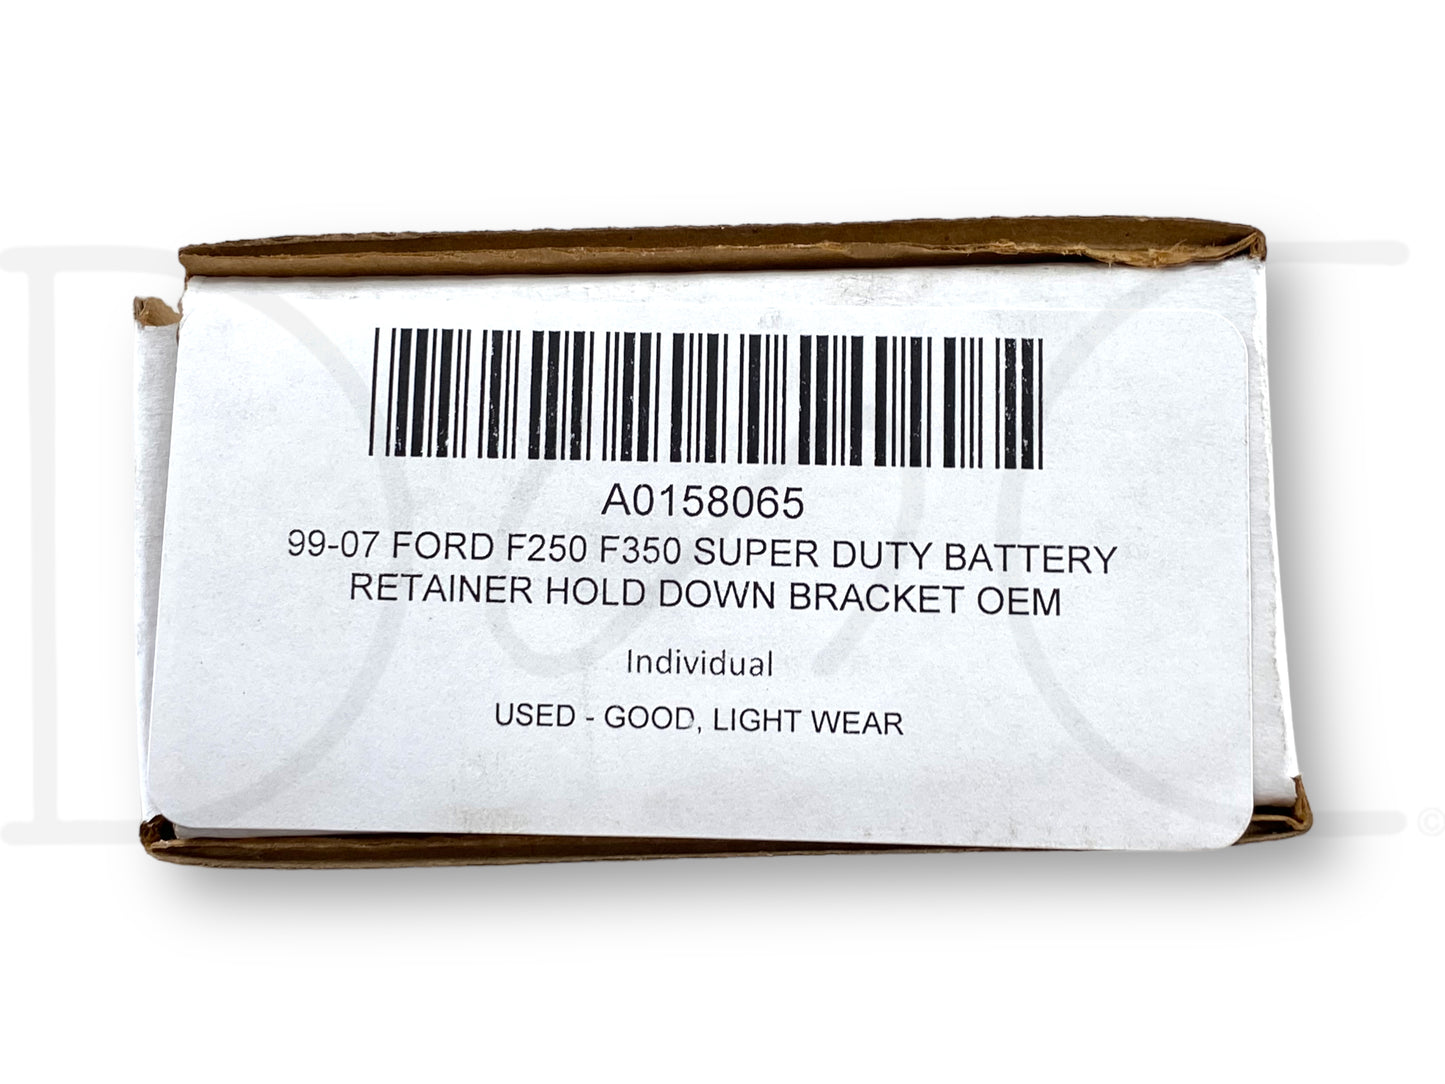 A0158065
99-07 FORD F250 F350 SUPER DUTY BATTERY
RETAINER HOLD DOWN BRACKET OEM
Individual
USED - GOOD, LIGHT WEAR
©